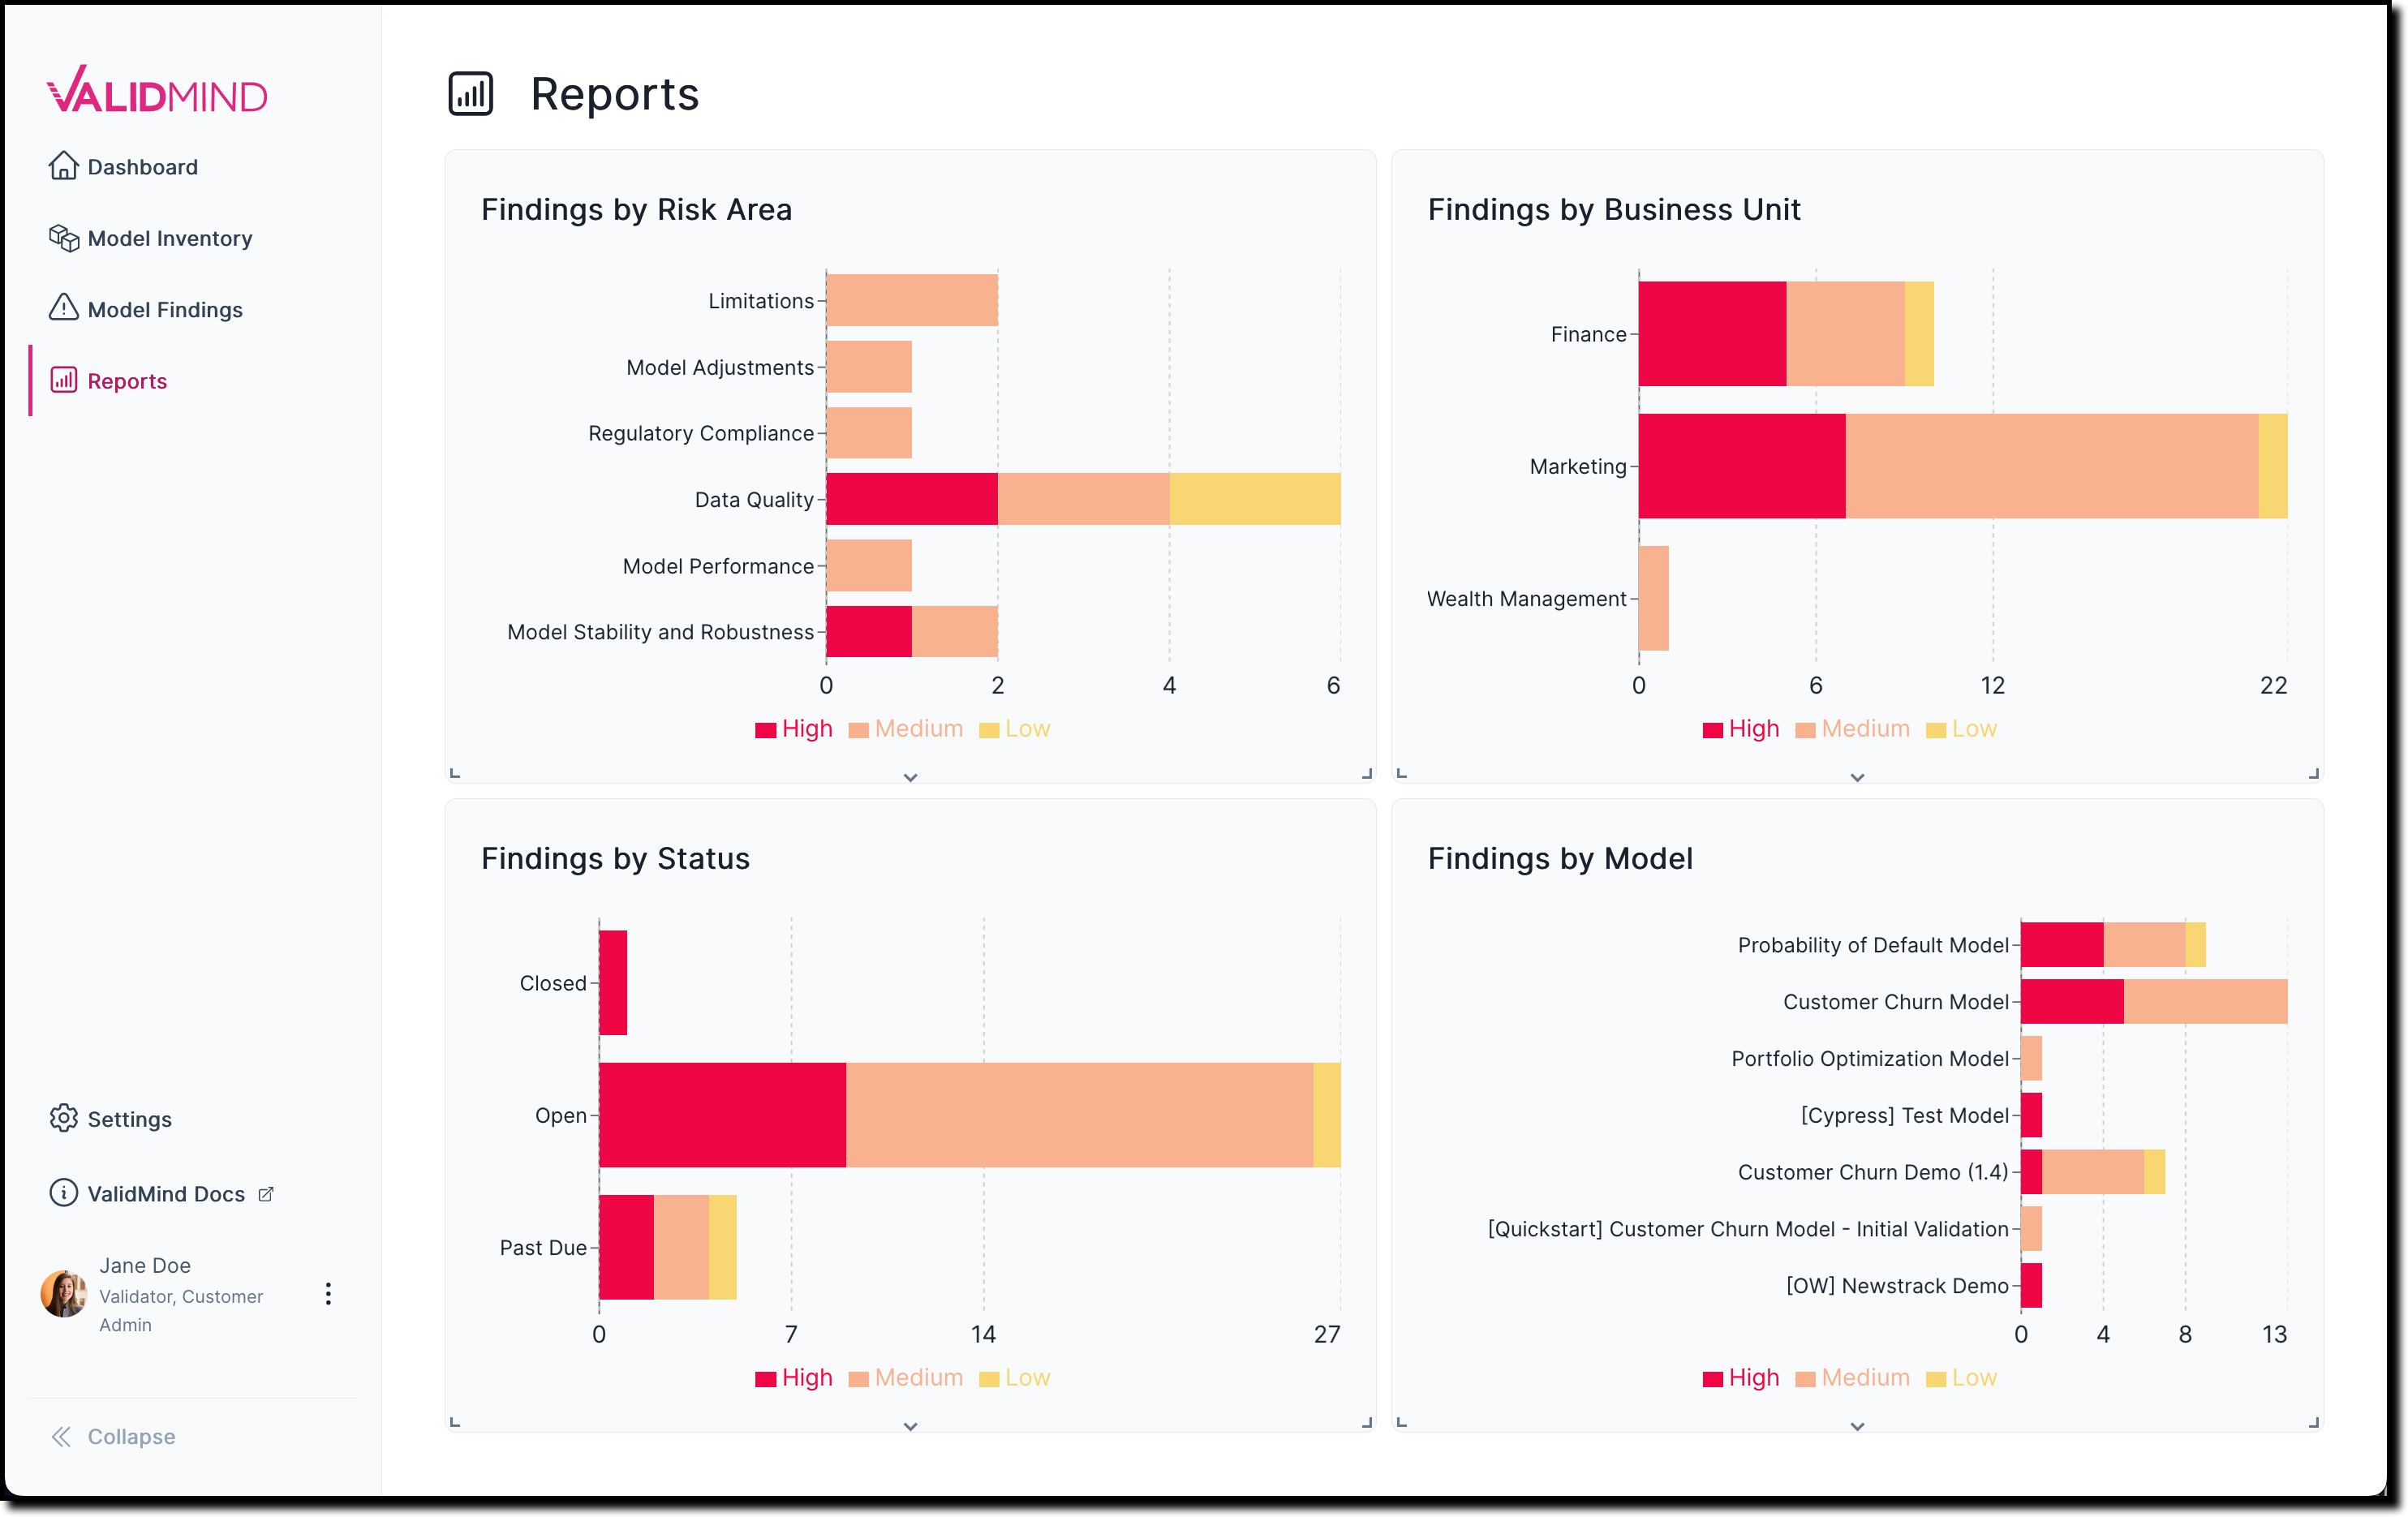 VALIDMIND
Dashboard
Model Inventory
Model Findings
Reports
Settings
ValidMind Docs
Jane Doe
Validator, Customer
Admin
Collapse
Reports
Findings by Risk Area
Limitations
Model Adjustments
Regulatory Compliance
Data Quality
Model Performance
Model Stability and Robustness
0 2 4 6
High Medium Low
Findings by Business Unit
Finance
Marketing
Wealth Management
0 6 12 22
High Medium Low
Findings by Status
Closed
Open
Past Due
0 7 14 27
High Medium Low
Findings by Model
Probability of Default Model
Customer Churn Model
Portfolio Optimization Model
[Cypress] Test Model
Customer Churn Demo (1.4)
[Quickstart] Customer Churn Model - Initial Validation
[OW] Newstrack Demo
0 4 8 13
High Medium Low